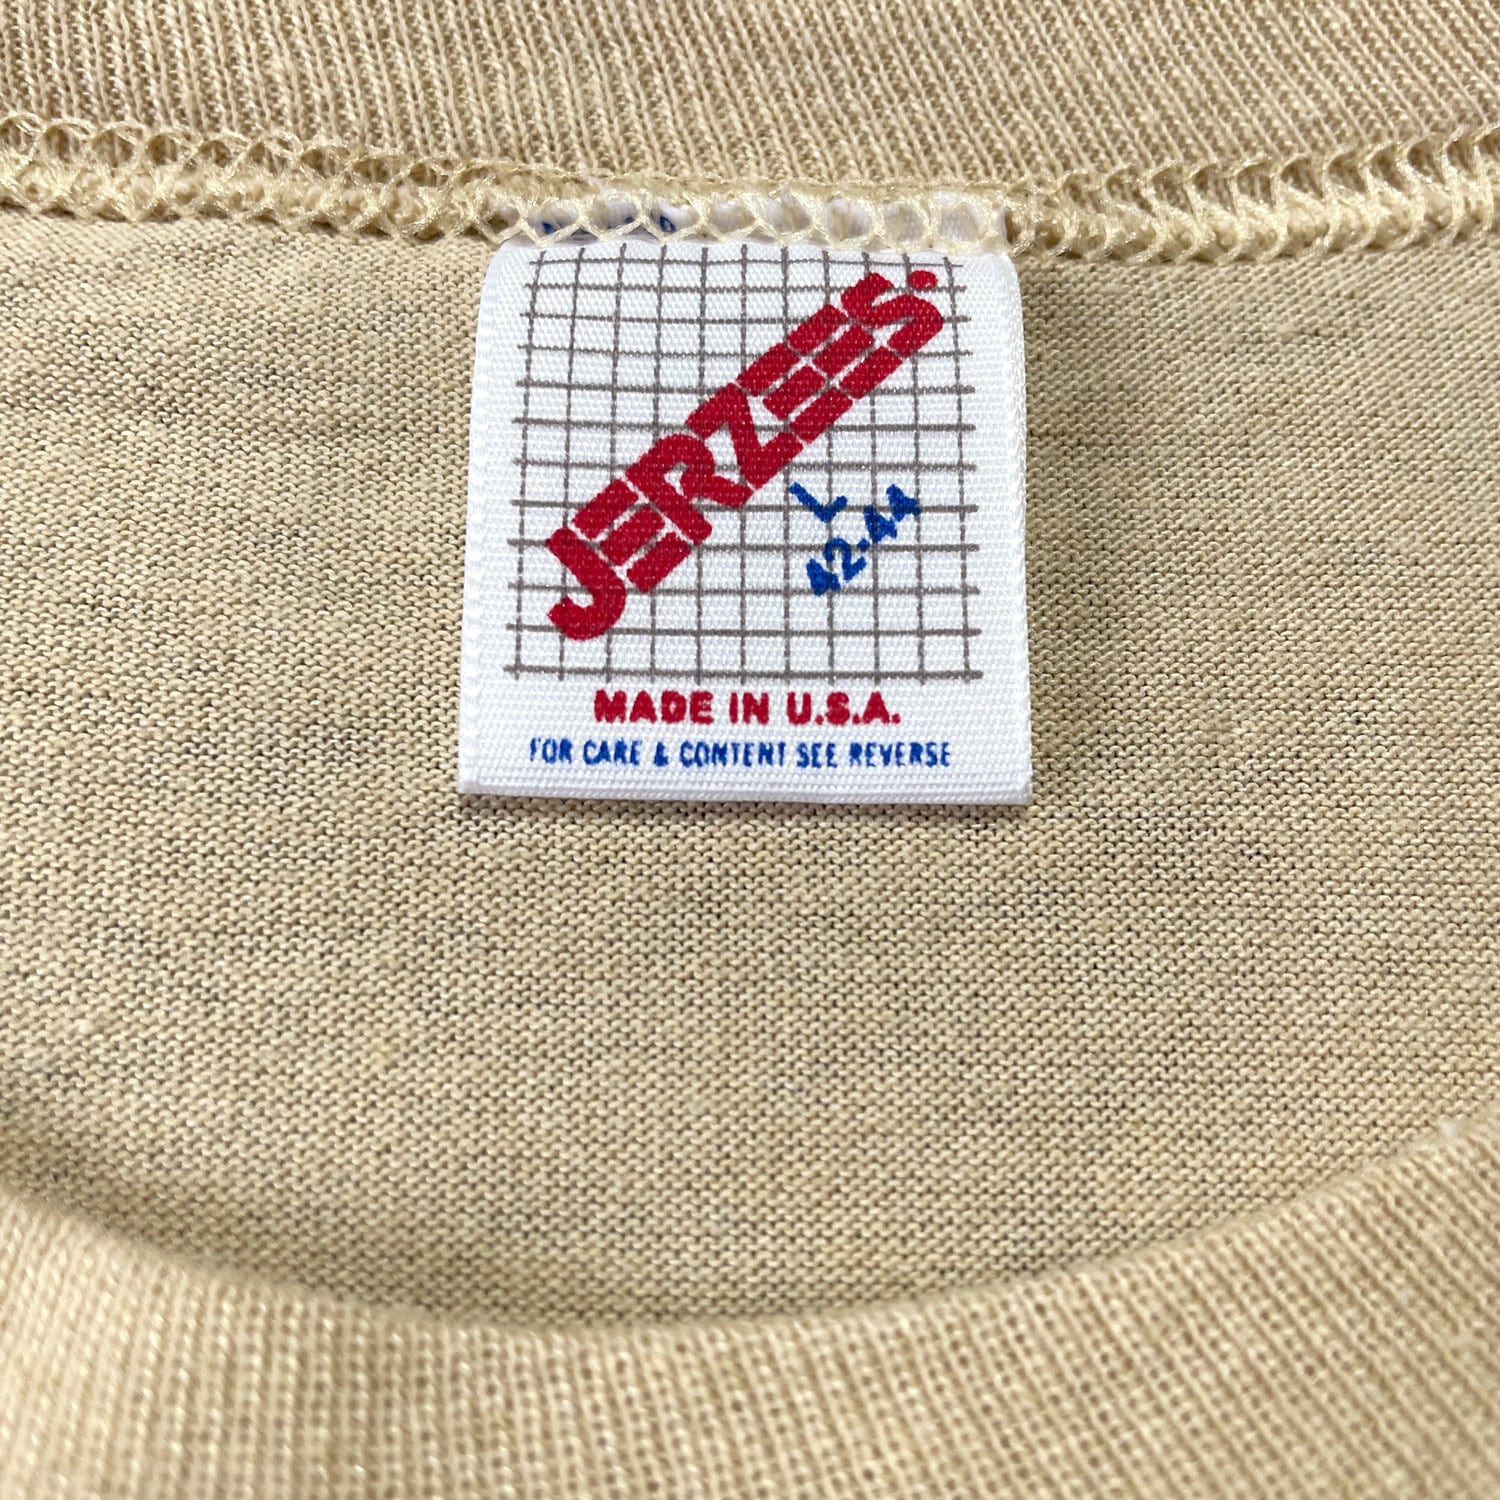 JERZEES.
L
42-44
MADE IN U.S.A.
FOR CARE & CONTENT SEE REVERSE